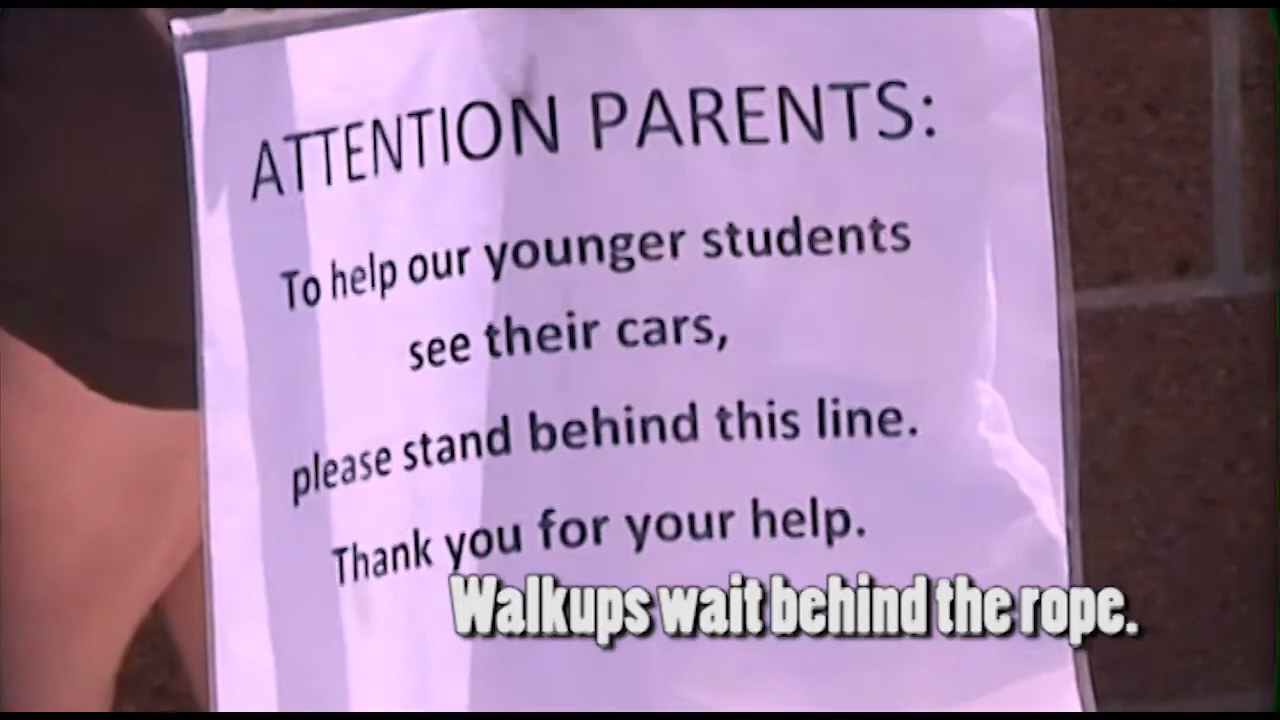 ATTENTION PARENTS:
To help our younger students
see their cars,
please stand behind this line.
Thank you for your help.
Walkups wait behind the rope.